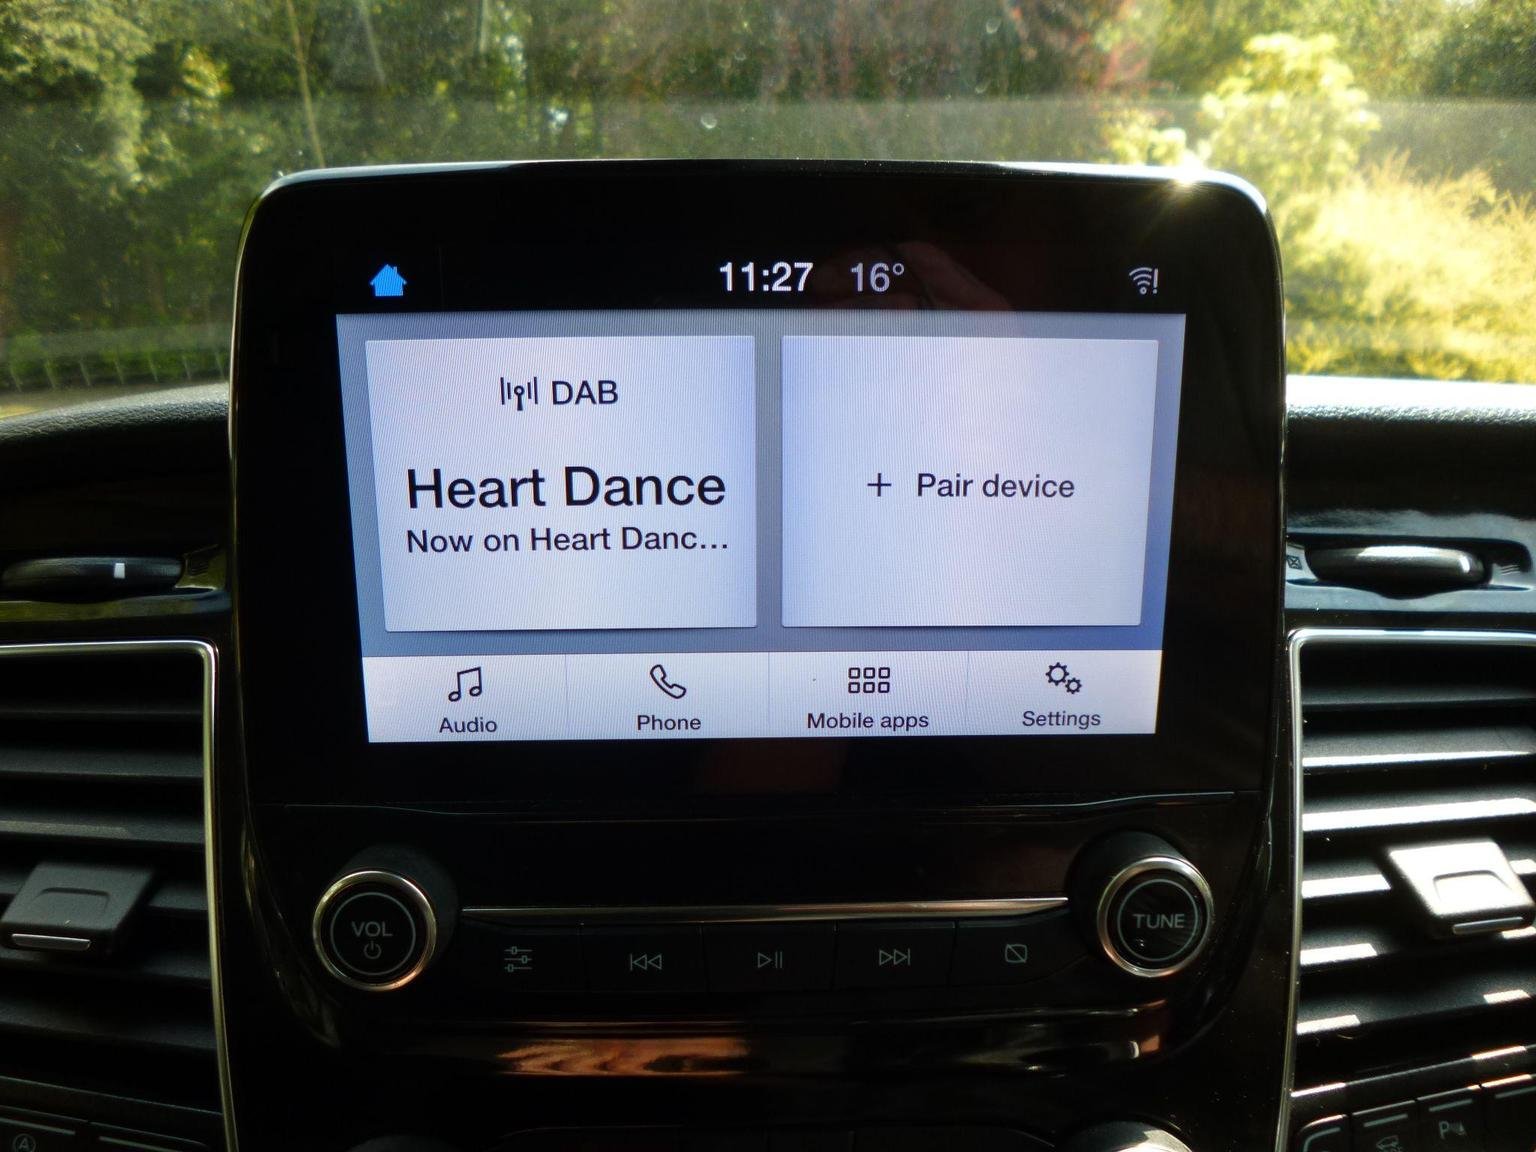 11:27 16°
DAB
Heart Dance
Now on Heart Danc...
+ Pair device
Audio
Phone
Mobile apps
Settings
VOL
TUNE
A
P